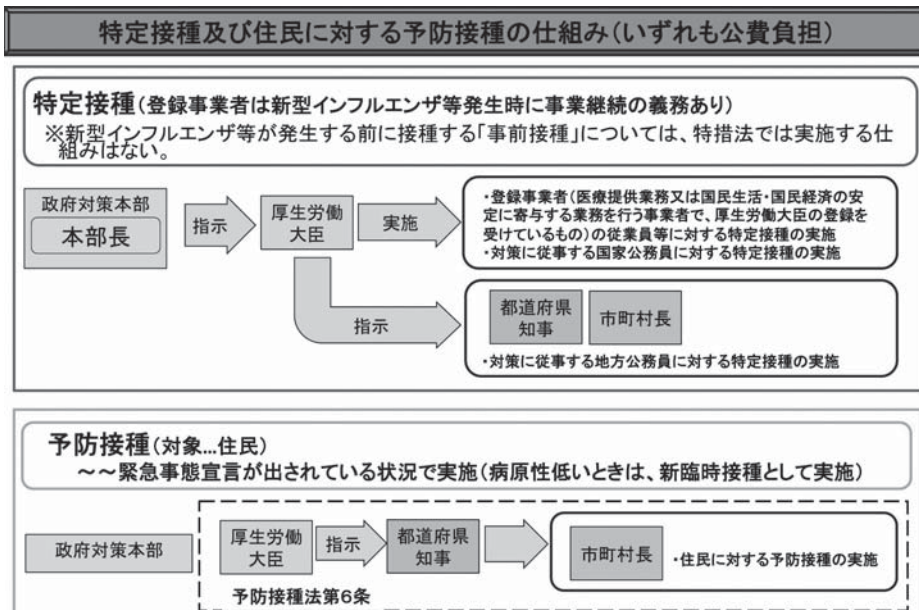 特定接種及び住民に対する予防接種の仕組み(いずれも公費負担)
特定接種(登録事業者は新型インフルエンザ等発生時に事業継続の義務あり)
※新型インフルエンザ等が発生する前に接種する「事前接種」については、特措法では実施する仕
組みはない。
政府対策本部
本部長
指示
厚生労働
大臣
実施
・登録事業者(医療提供業務又は国民生活・国民経済の安
定に寄与する業務を行う事業者で、厚生労働大臣の登録を
受けているもの)の従業員等に対する特定接種の実施
・対策に従事する国家公務員に対する特定接種の実施
指示
都道府県
知事
市町村長
・対策に従事する地方公務員に対する特定接種の実施
予防接種(対象…住民)
~~緊急事態宣言が出されている状況で実施(病原性低いときは、新臨時接種として実施)
政府対策本部
厚生労働
大臣
指示
都道府県
知事
市町村長
・住民に対する予防接種の実施
予防接種法第6条